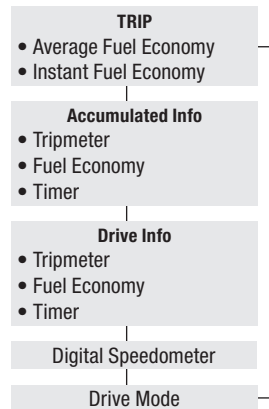 TRIP
• Average Fuel Economy
• Instant Fuel Economy
Accumulated Info
• Tripmeter
• Fuel Economy
• Timer
Drive Info
• Tripmeter
• Fuel Economy
• Timer
Digital Speedometer
Drive Mode